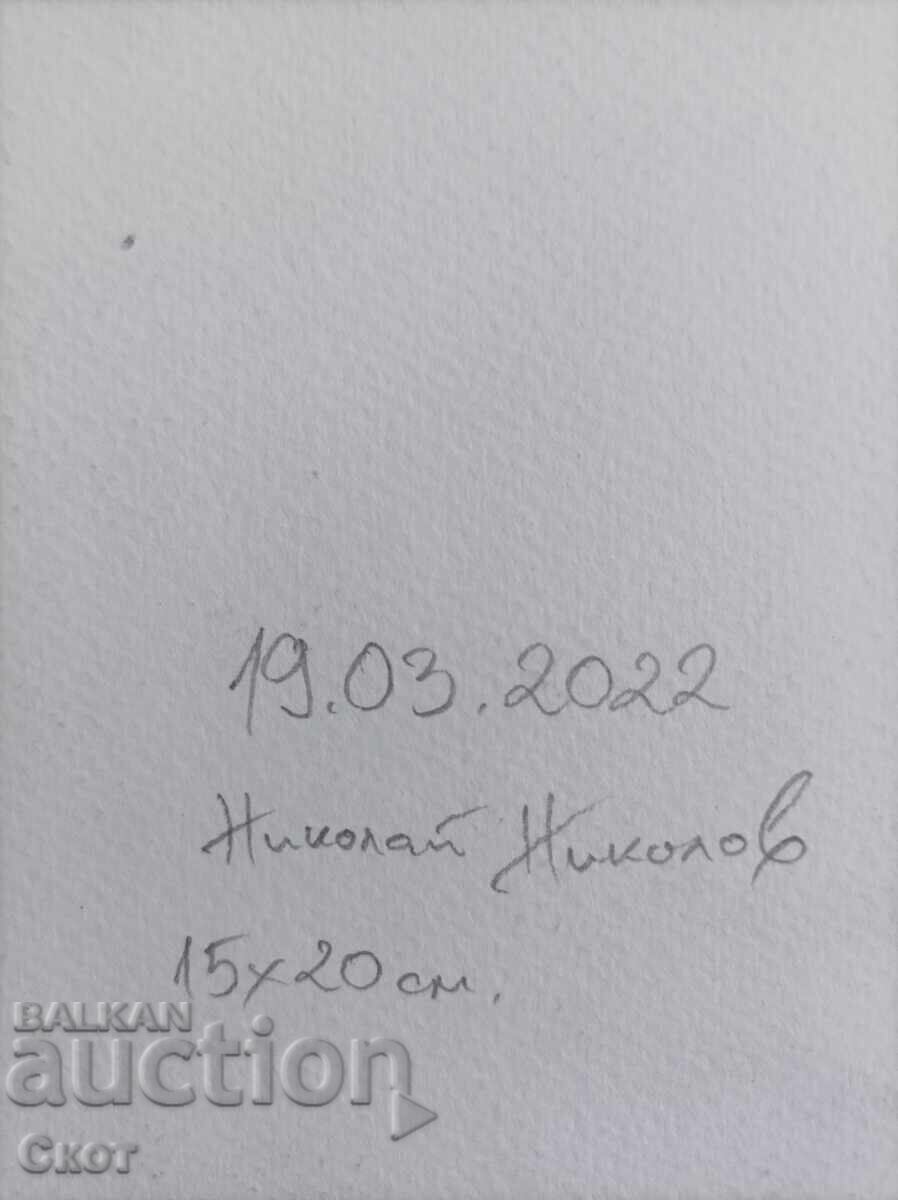 19.03.2022
Николай Николов
15x20 см.
BALKAN
auction
Скот